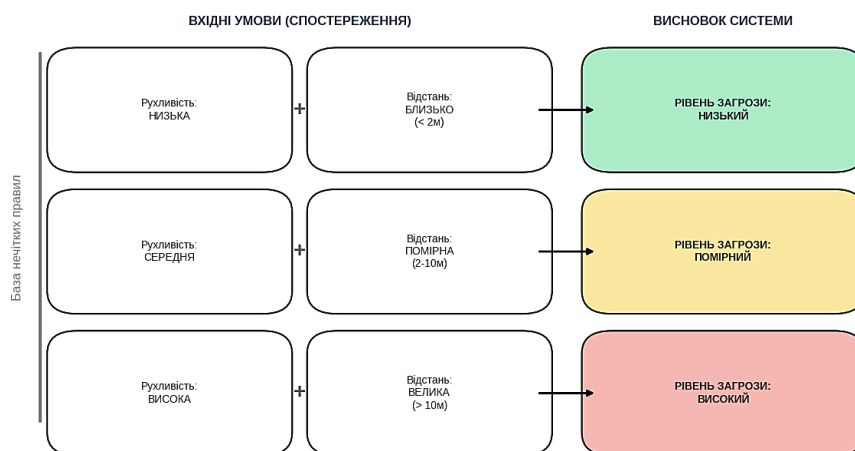 ВХІДНІ УМОВИ (СПОСТЕРЕЖЕННЯ)
ВИСНОВОК СИСТЕМИ
База нечітких правил
Рухливість:
НИЗЬКА
+
Відстань:
БЛИЗЬКО
(< 2м)
РІВЕНЬ ЗАГРОЗИ:
НИЗЬКИЙ
Рухливість:
СЕРЕДНЯ
+
Відстань:
ПОМІРНА
(2-10м)
РІВЕНЬ ЗАГРОЗИ:
ПОМІРНИЙ
Рухливість:
ВИСОКА
+
Відстань:
ВЕЛИКА
(> 10м)
РІВЕНЬ ЗАГРОЗИ:
ВИСОКИЙ